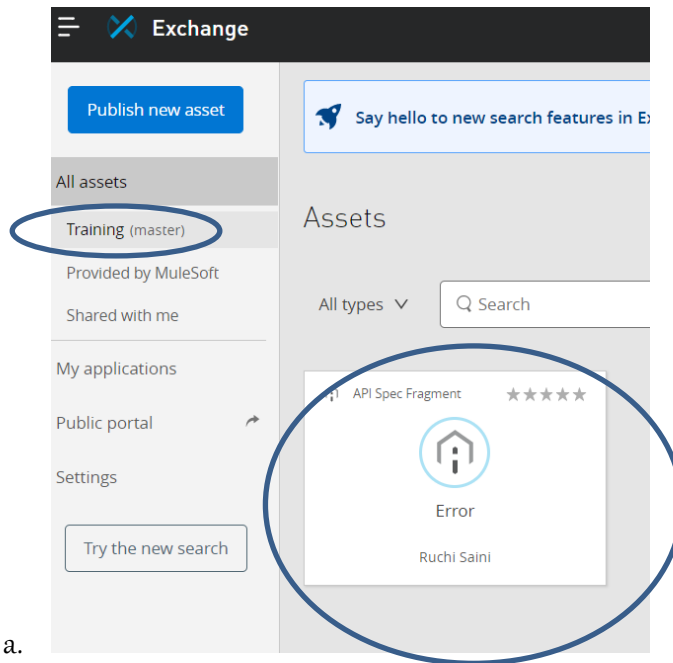 Exchange
Publish new asset
Say hello to new search features in
All assets
Training (master)
Assets
Provided by MuleSoft
All types
Search
Shared with me
My applications
API Spec Fragment
Public portal
Error
Settings
Try the new search
Ruchi Saini
a.